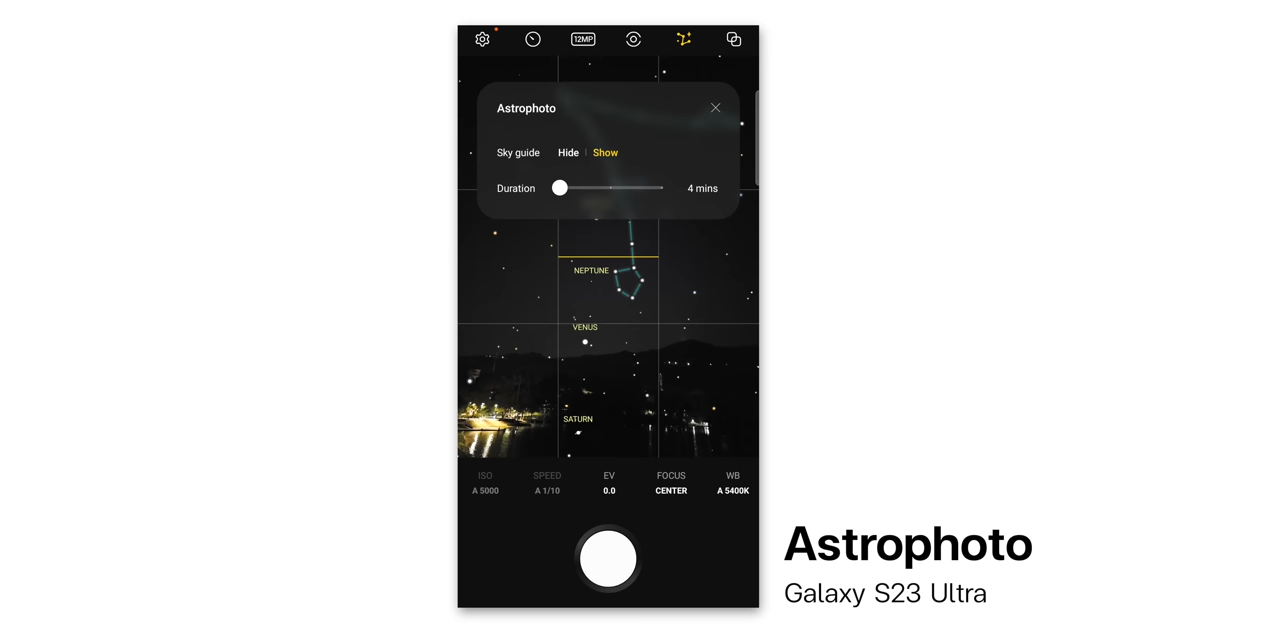 12MP
Astrophoto
Sky guide Hide | Show
Duration 4 mins
NEPTUNE
VENUS
SATURN
ISO SPEED EV FOCUS WB
A 5000 A 1/10 0.0 CENTER A 5400K
Astrophoto
Galaxy S23 Ultra